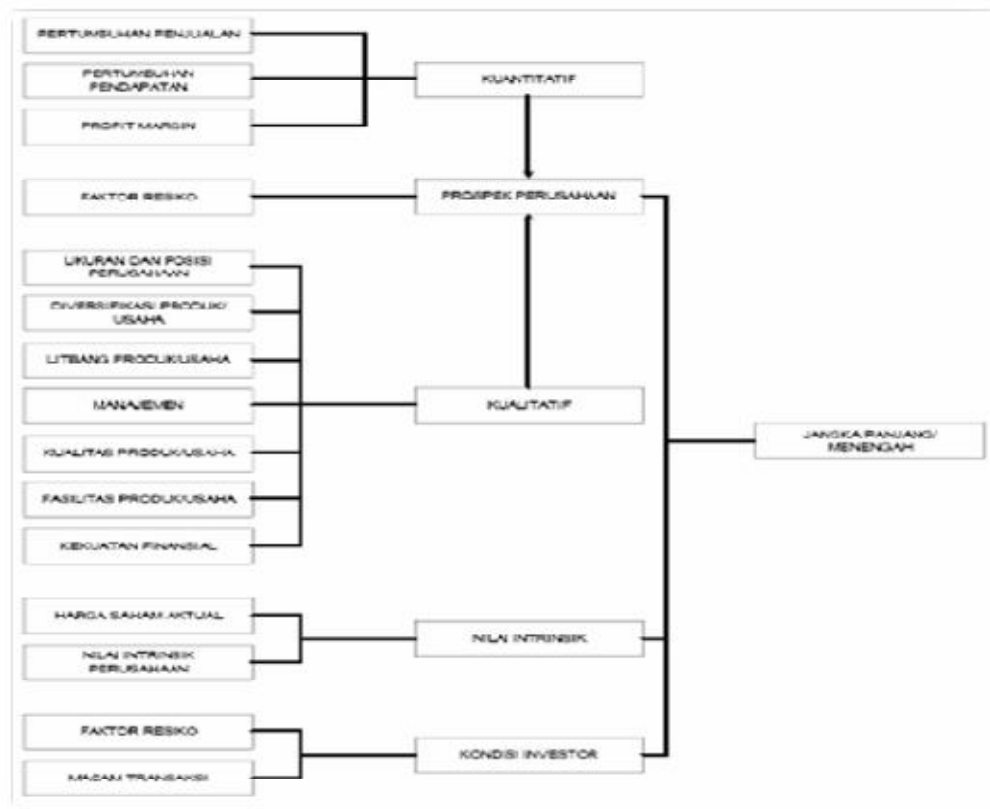 PERTUMBUHAN PENJUALAN
PERTUMBUHAN
PENDAPATAN
PROFIT MARGIN
KUANTITATIF
FAKTOR RESIKO
PROSPEK PERUSAHAAN
UKURAN DAN POSISI
PERUSAHAAN
DIVERSIFIKASI PRODUK/
USAHA
LITBANG PRODUK/USAHA
MANAJEMEN
KUALITAS PRODUK/USAHA
FASILITAS PRODUK/USAHA
KEKUATAN FINANSIAL
KUALITATIF
JANGKA PANJANG/
MENENGAH
HARGA SAHAM AKTUAL
NILAI INTRINSIK
PERUSAHAAN
NILAI INTRINSIK
FAKTOR RESIKO
MACAM TRANSAKSI
KONDISI INVESTOR